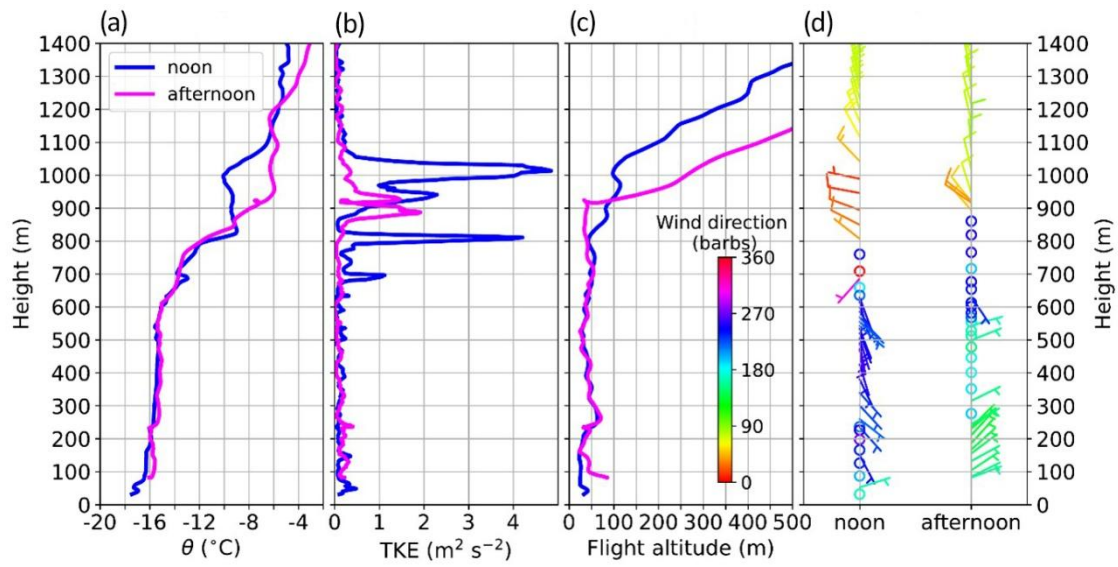 (a)
(b)
(c)
(d)
1400
1300
1200
1100
1000
900
800
700
600
500
400
300
200
100
0
Height (m)
noon
afternoon
-20 -16 -12 -8 -4
θ (°C)
0 1 2 3 4
TKE (m² s⁻²)
Wind direction
(barbs)
360
270
180
90
0
0 100 200 300 400 500
Flight altitude (m)
noon afternoon
1400
1300
1200
1100
1000
900
800
700
600
500
400
300
200
100
0
Height (m)